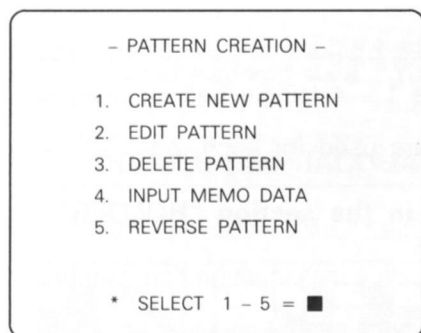 – PATTERN CREATION –
1. CREATE NEW PATTERN
2. EDIT PATTERN
3. DELETE PATTERN
4. INPUT MEMO DATA
5. REVERSE PATTERN
* SELECT 1 – 5 = ■